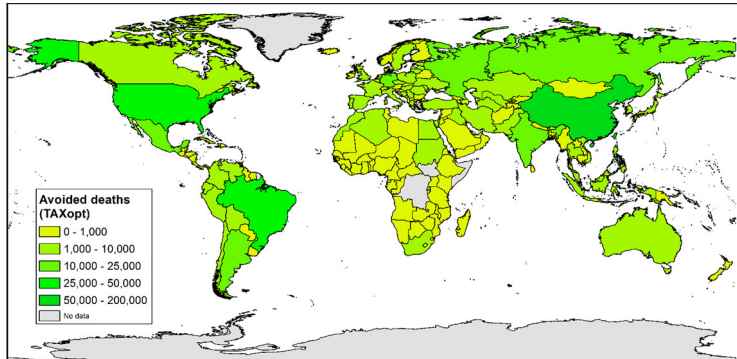 Avoided deaths
(TAXopt)
0 - 1,000
1,000 - 10,000
10,000 - 25,000
25,000 - 50,000
50,000 - 200,000
No data